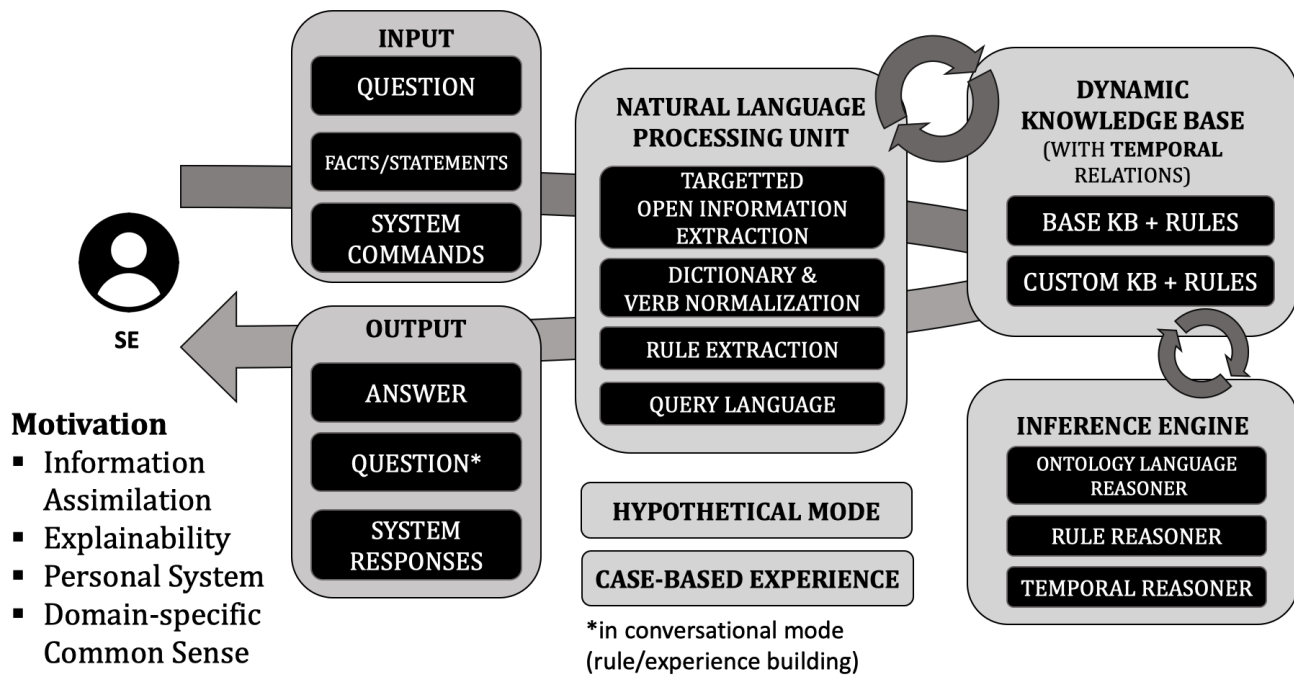 INPUT
QUESTION
FACTS/STATEMENTS
SYSTEM
COMMANDS
SE
OUTPUT
ANSWER
QUESTION*
SYSTEM
RESPONSES
Motivation
▪ Information
Assimilation
▪ Explainability
▪ Personal System
▪ Domain-specific
Common Sense
NATURAL LANGUAGE
PROCESSING UNIT
TARGETTED
OPEN INFORMATION
EXTRACTION
DICTIONARY &
VERB NORMALIZATION
RULE EXTRACTION
QUERY LANGUAGE
HYPOTHETICAL MODE
CASE-BASED EXPERIENCE
*in conversational mode
(rule/experience building)
DYNAMIC
KNOWLEDGE BASE
(WITH TEMPORAL
RELATIONS)
BASE KB + RULES
CUSTOM KB + RULES
INFERENCE ENGINE
ONTOLOGY LANGUAGE
REASONER
RULE REASONER
TEMPORAL REASONER